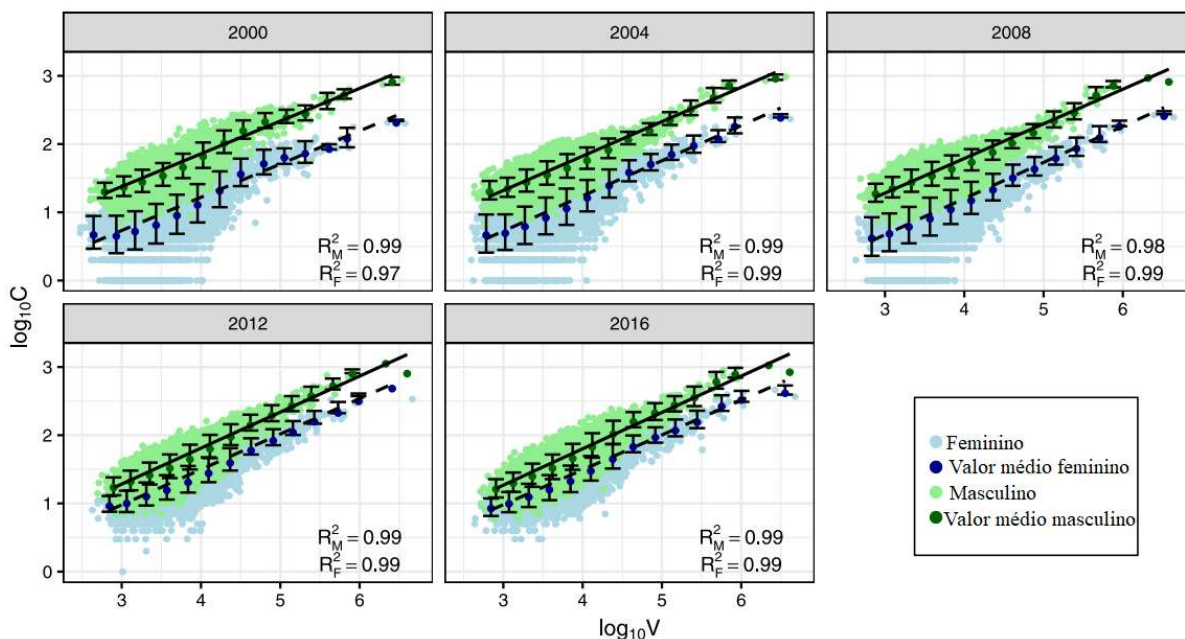 2000
2004
2008
3
2
1
0
R²M = 0.99
R²F = 0.97
R²M = 0.99
R²F = 0.99
R²M = 0.98
R²F = 0.99
3
4
5
6
log₁₀C
2012
2016
3
2
1
0
R²M = 0.99
R²F = 0.99
R²M = 0.99
R²F = 0.99
3
4
5
6
3
4
5
6
log₁₀V
Feminino
Valor médio feminino
Masculino
Valor médio masculino